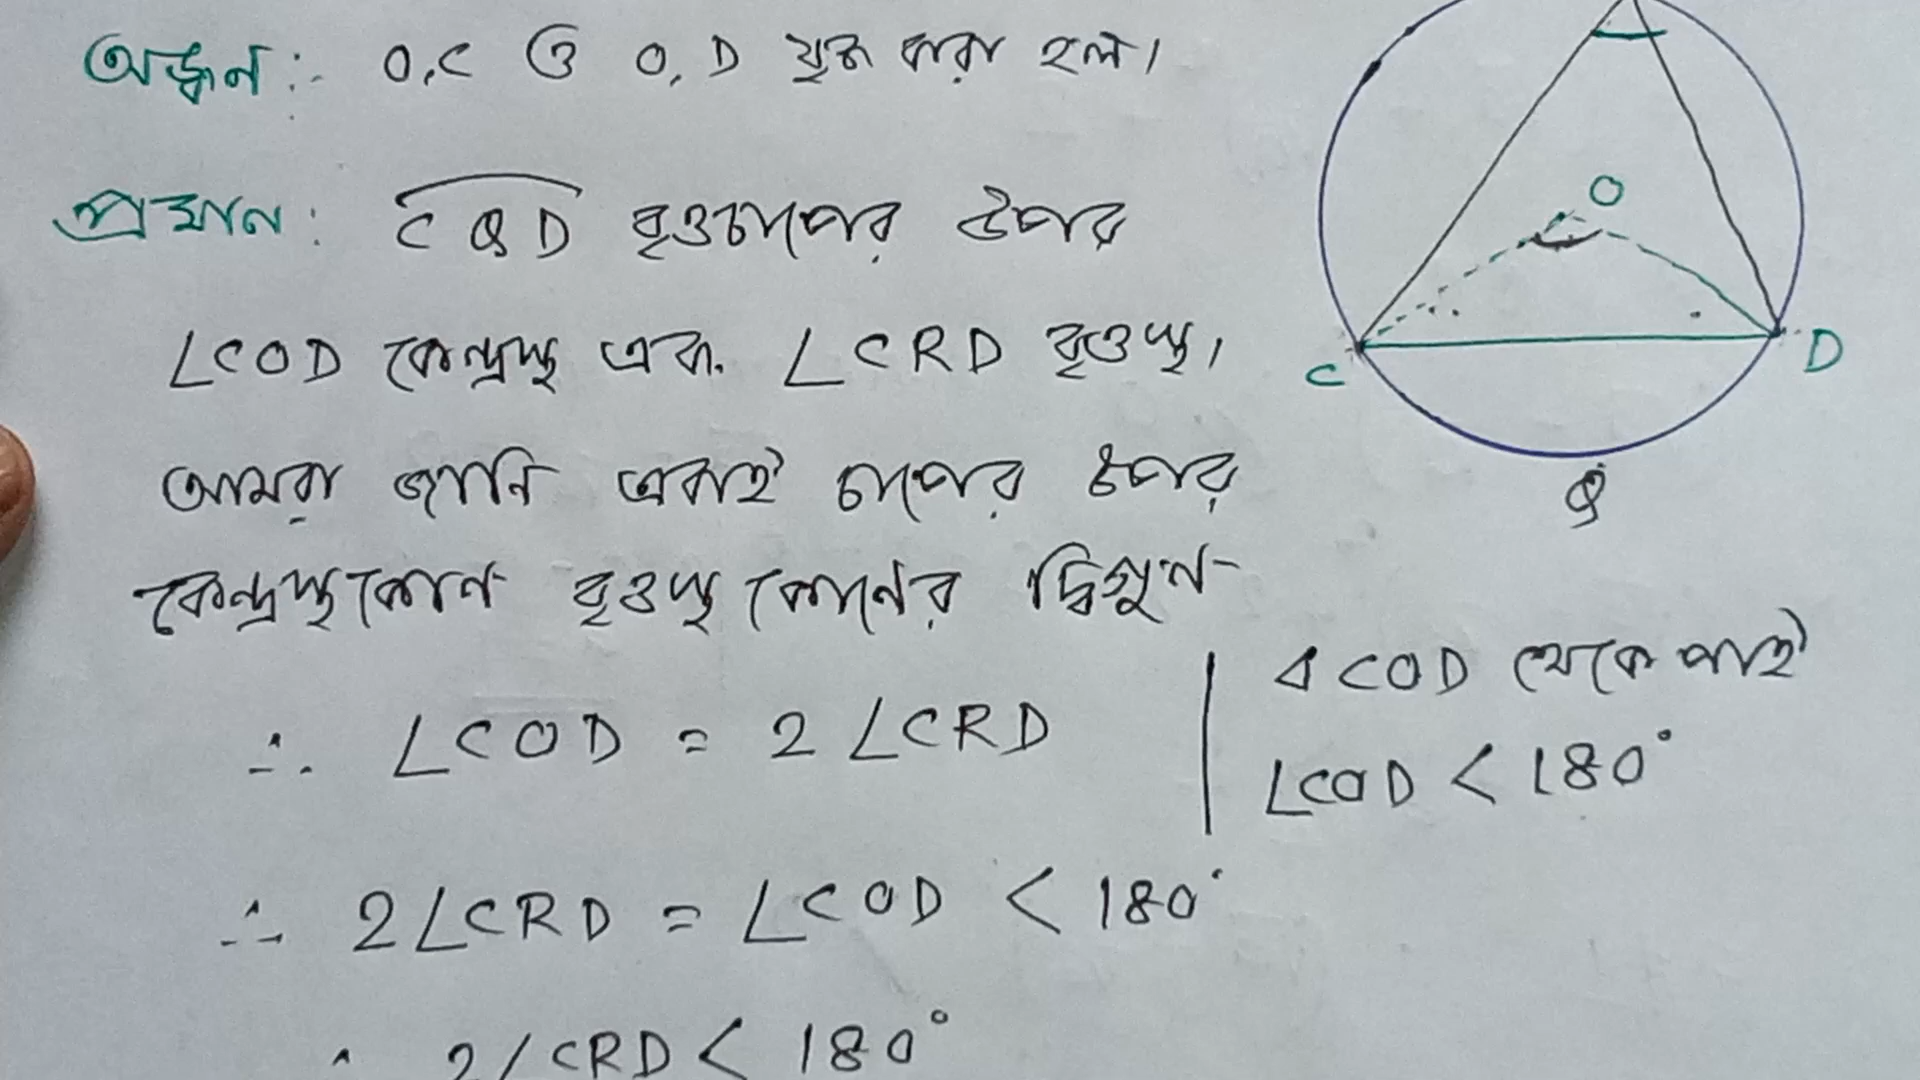 অঙ্কন:- O,C ও O,D যুক্ত করা হল।
প্রমান: CQD বৃত্তচাপের উপর
∠COD কেন্দ্রস্থ এবং ∠CRD বৃত্তস্থ।
আমরা জানি একই চাপের উপর
কেন্দ্রস্থ কোণ বৃত্তস্থ কোণের দ্বিগুণ
∴ ∠COD = 2 ∠CRD
∆COD থেকে পাই
∠COD < 180°
∴ 2∠CRD = ∠COD < 180°
∴ 2∠CRD < 180°
O
C
D
Q